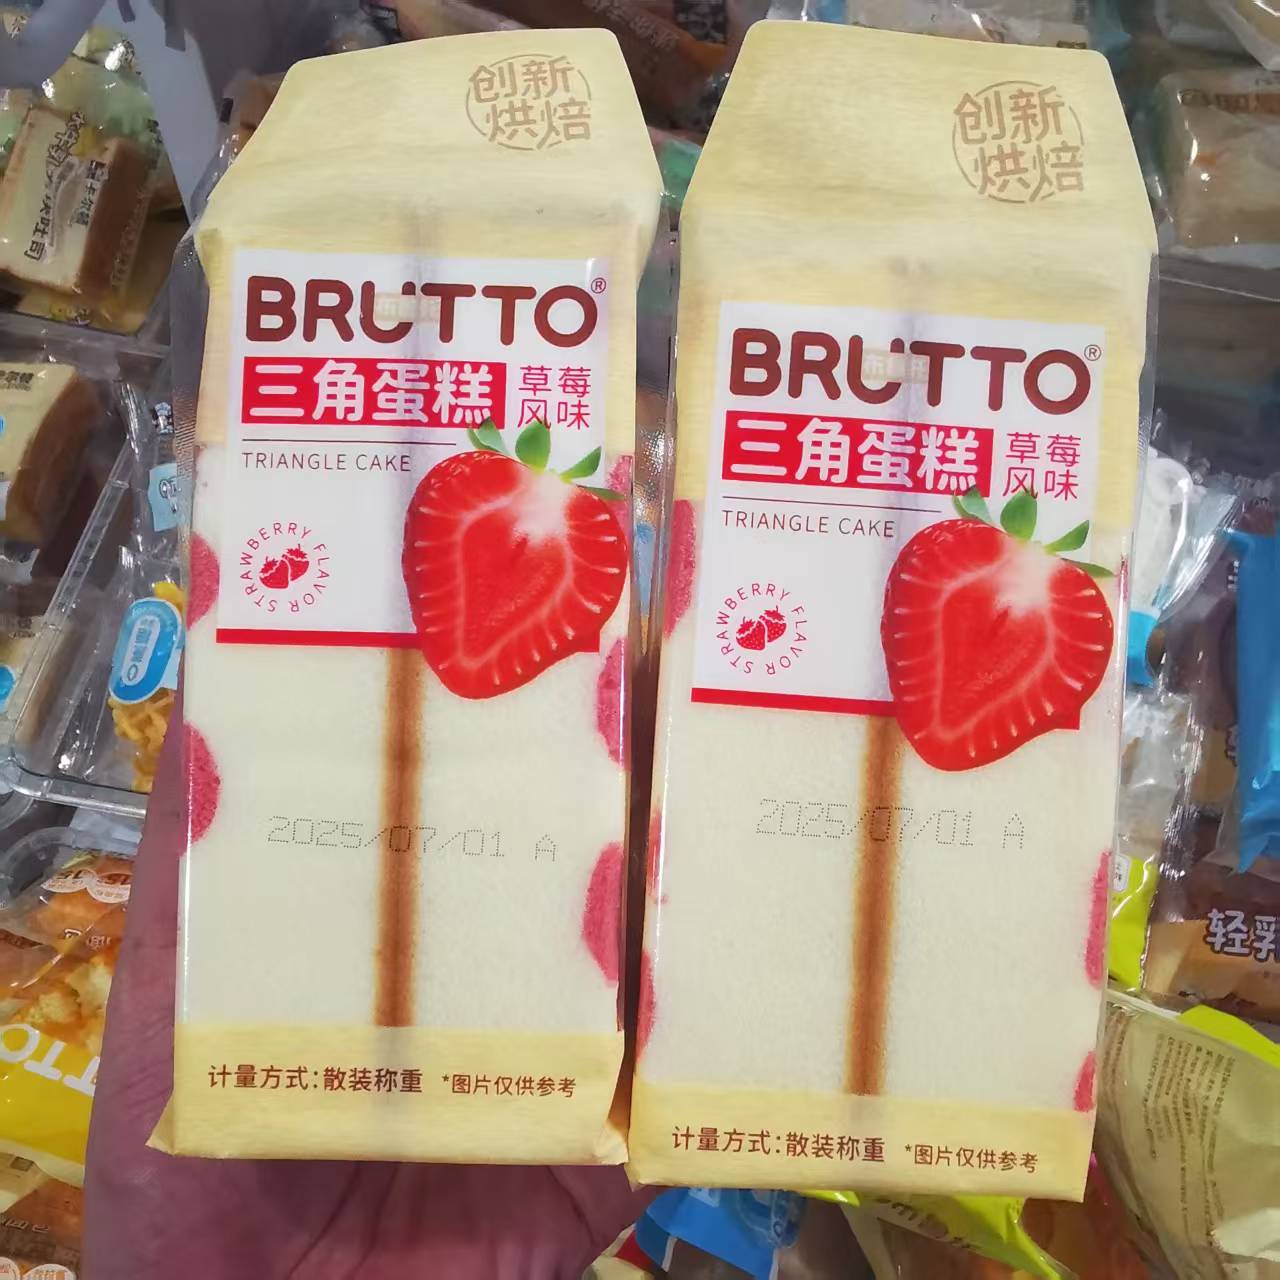 创新
烘焙
BRUTTO®
三角蛋糕 草莓
风味
TRIANGLE CAKE
STRAWBERRY FLAVOR
2025/07/01 A
计量方式:散装称重 *图片仅供参考
创新
烘焙
BRUTTO®
三角蛋糕 草莓
风味
TRIANGLE CAKE
STRAWBERRY FLAVOR
2025/07/01 A
计量方式:散装称重 *图片仅供参考
轻乳